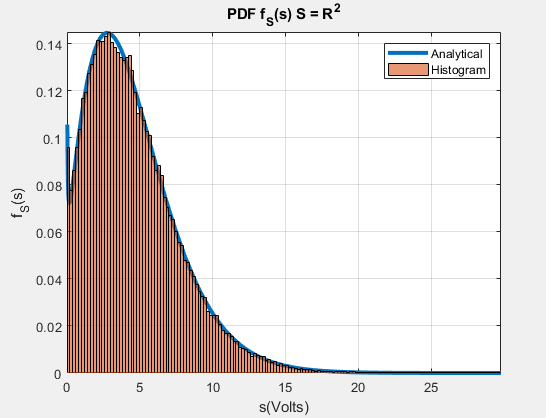 PDF f_S(s) S = R^2
0.14
0.12
0.1
0.08
0.06
0.04
0.02
0
f_S(s)
Analytical
Histogram
0 5 10 15 20 25
s(Volts)